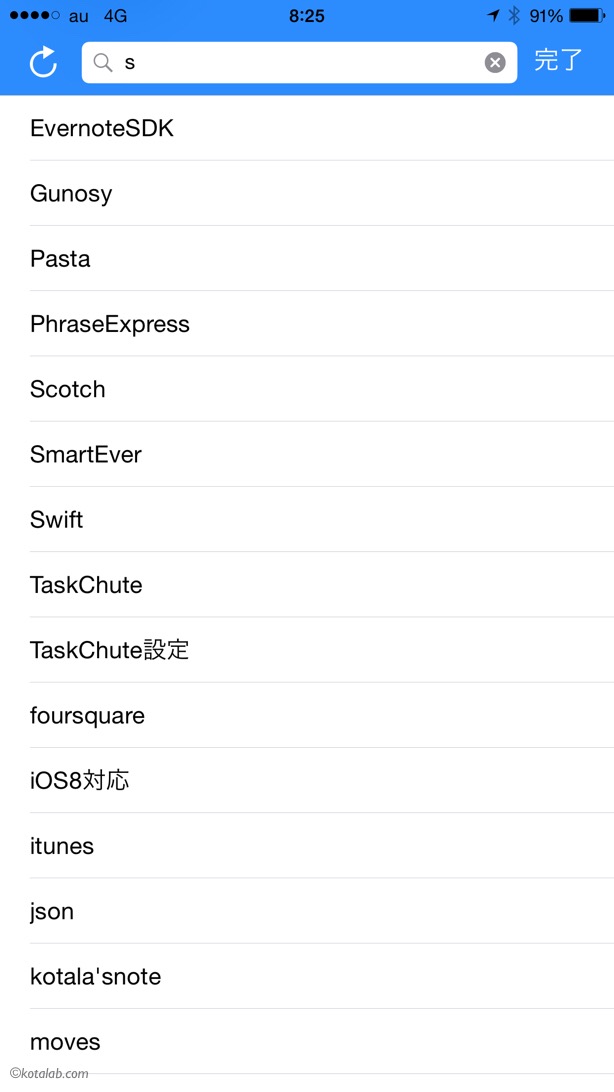 au 4G 8:25 91%
s 完了
EvernoteSDK
Gunosy
Pasta
PhraseExpress
Scotch
SmartEver
Swift
TaskChute
TaskChute設定
foursquare
iOS8対応
itunes
json
kotala'snote
moves
©kotalab.com